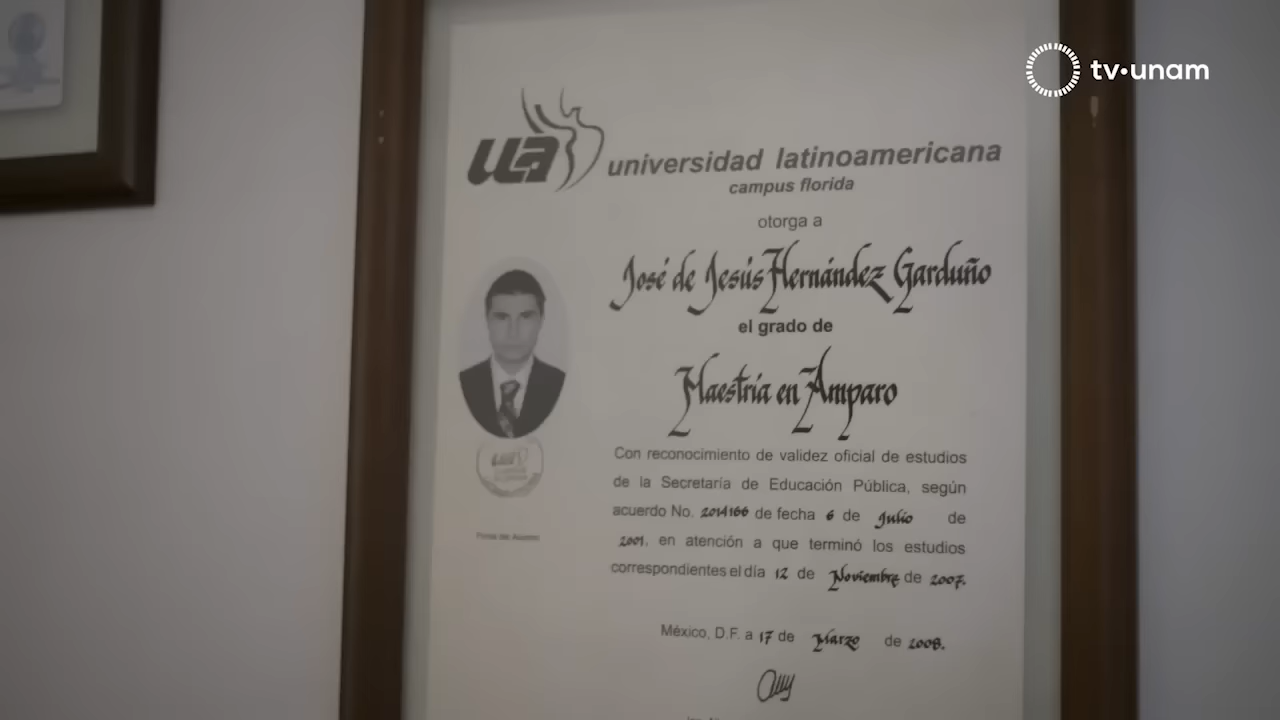 tv·unam
ula
universidad latinoamericana
campus florida
otorga a
José de Jesús Hernández Garduño
el grado de
Maestría en Amparo
Con reconocimiento de validez oficial de estudios
de la Secretaría de Educación Pública, según
acuerdo No. 2014166 de fecha 6 de Julio de
2001, en atención a que terminó los estudios
correspondientes el día 12 de Noviembre de 2007.
México, D.F. a 17 de Marzo de 2008.
Firma del Alumno